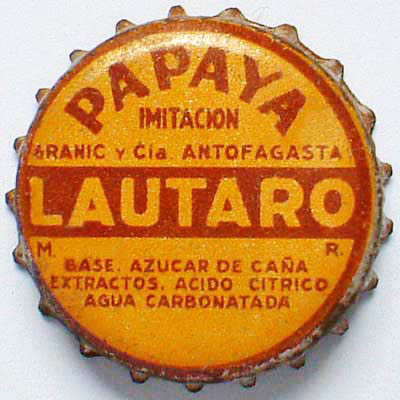 PAPAYA
IMITACION
GRANIC y Cía. ANTOFAGASTA
LAUTARO
M. R.
BASE. AZUCAR DE CAÑA
EXTRACTOS. ACIDO CITRICO
AGUA CARBONATADA